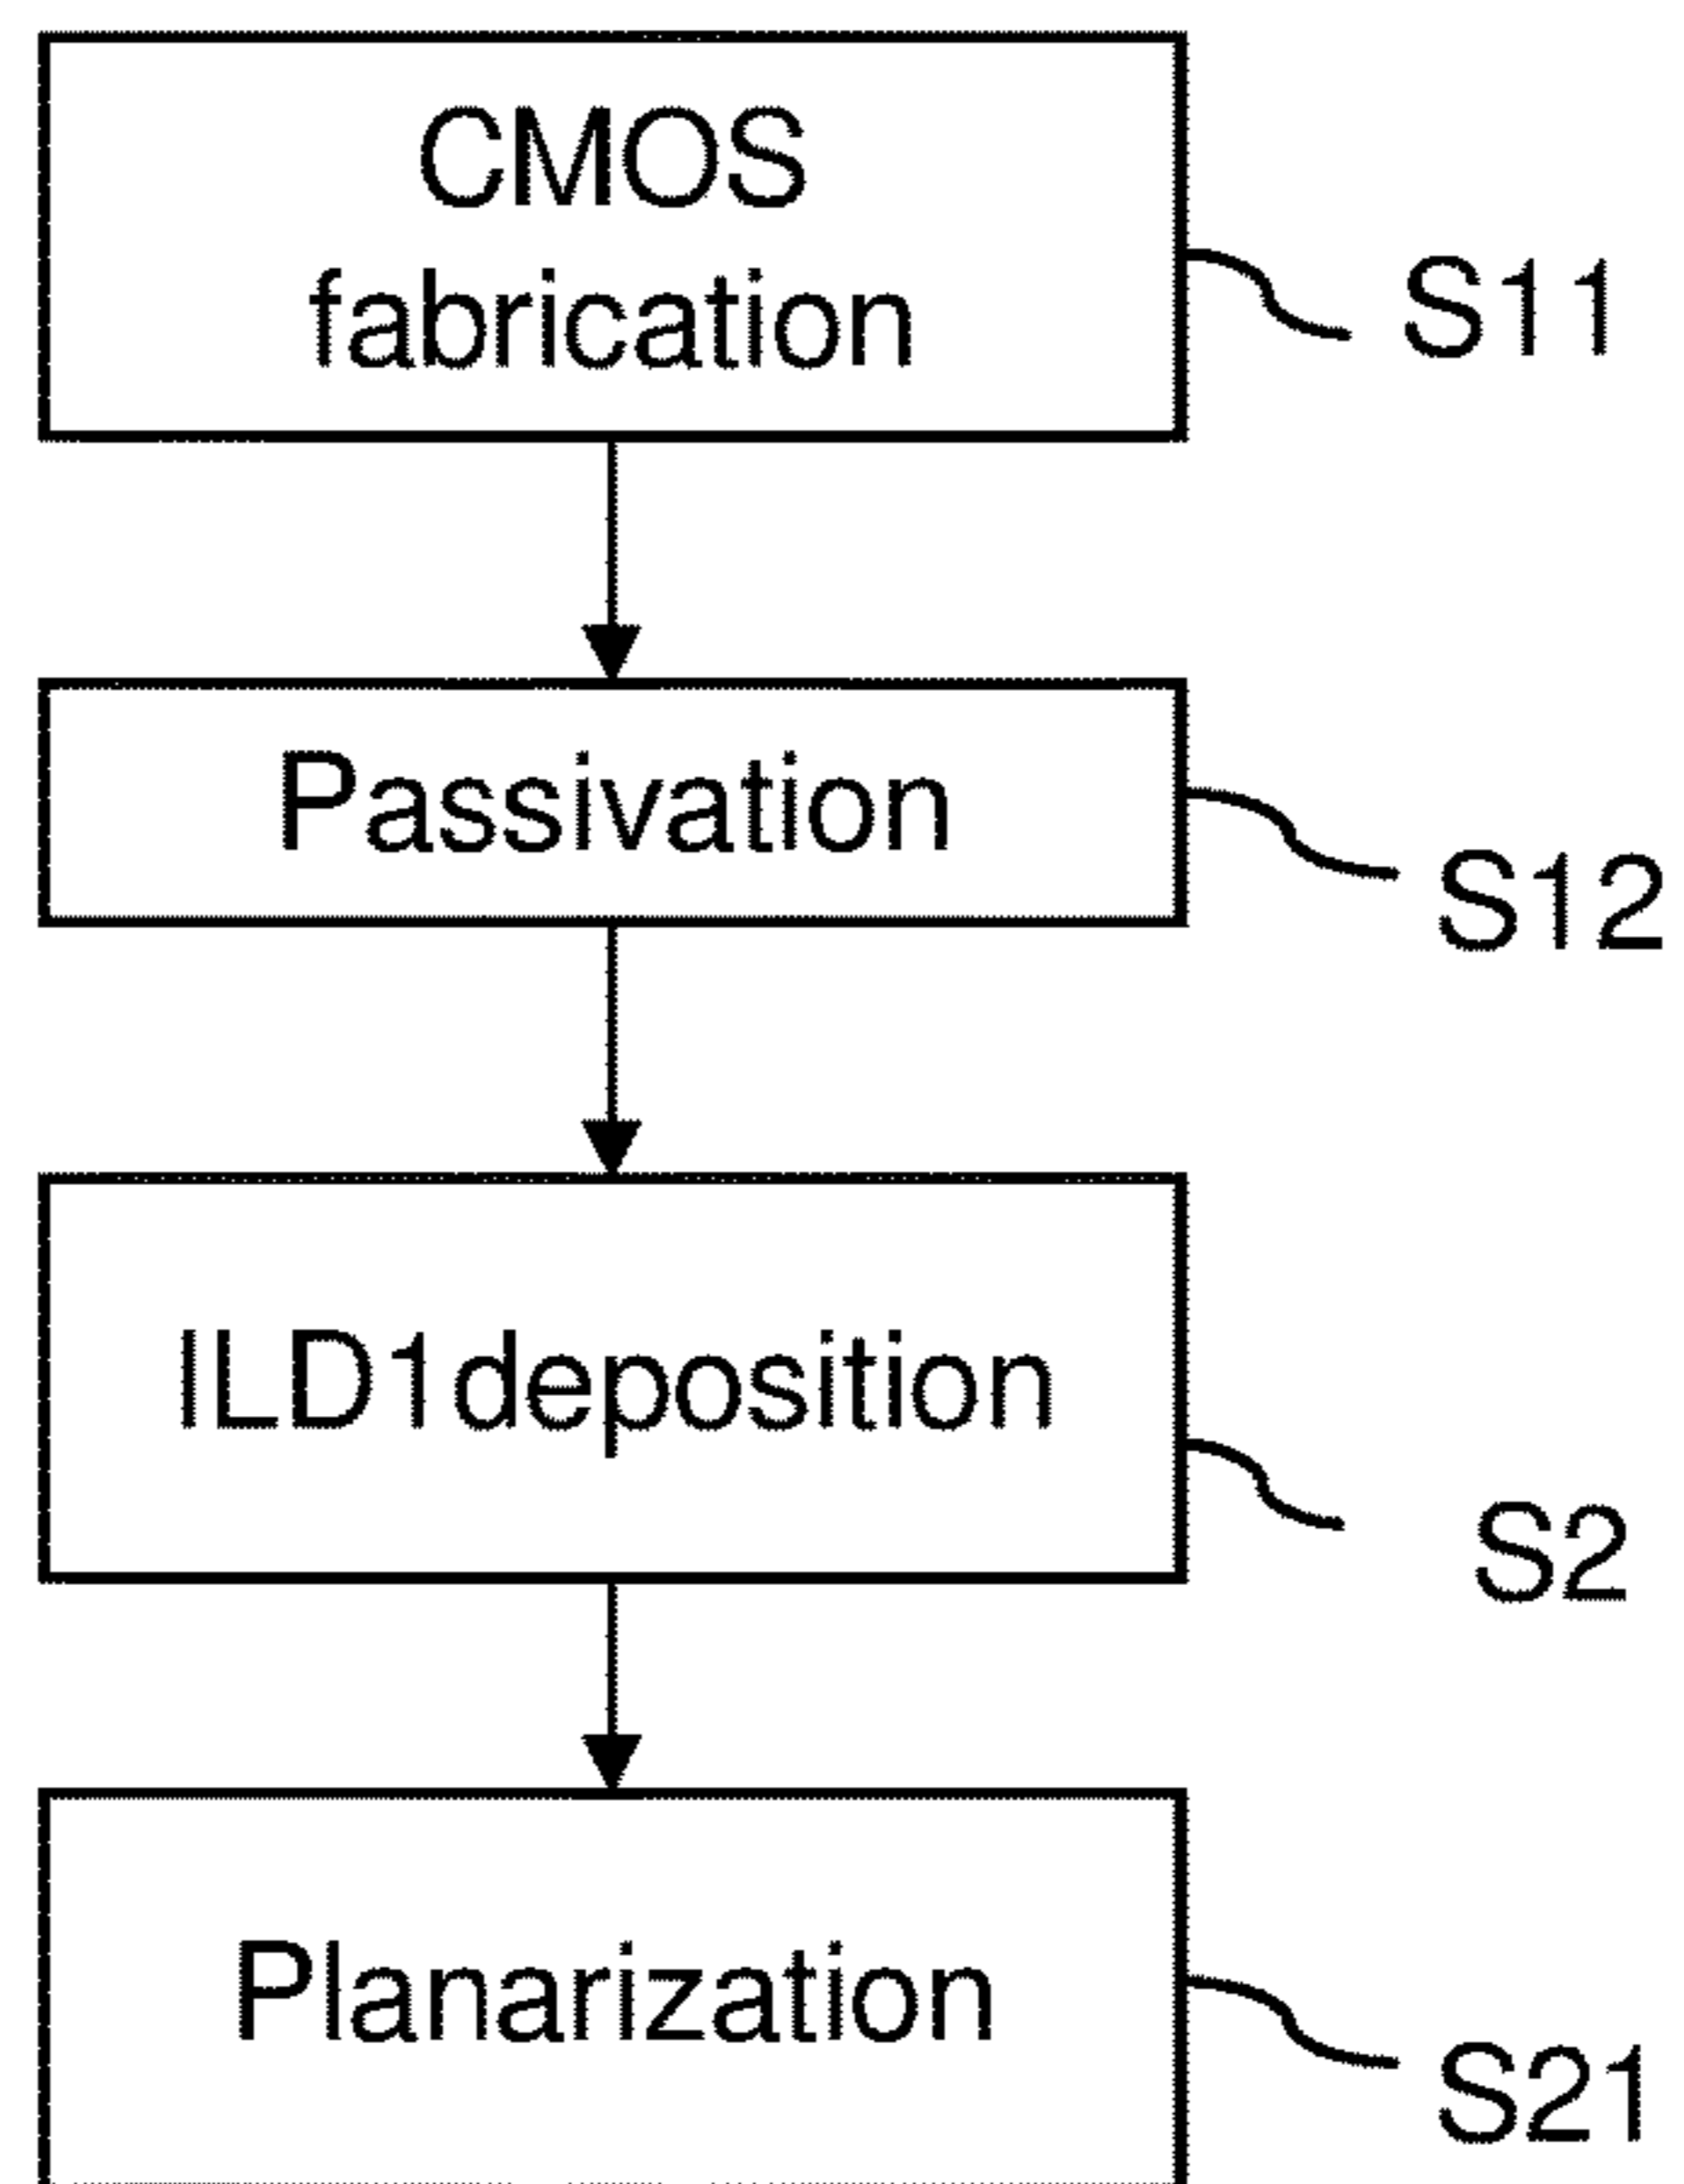 CMOS
fabrication
S11
Passivation
S12
ILD1deposition
S2
Planarization
S21